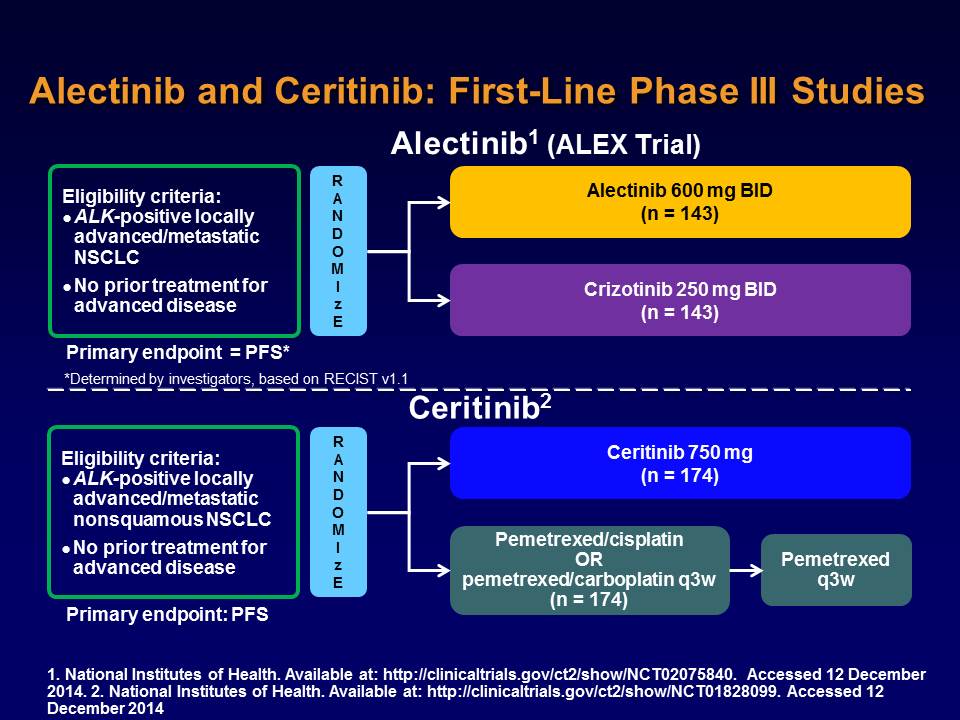 Alectinib and Ceritinib: First-Line Phase III Studies
Alectinib1 (ALEX Trial)
Eligibility criteria:
● ALK-positive locally
advanced/metastatic
NSCLC
● No prior treatment for
advanced disease
R
A
N
D
O
M
I
z
E
Alectinib 600 mg BID
(n = 143)
Crizotinib 250 mg BID
(n = 143)
Primary endpoint = PFS*
*Determined by investigators, based on RECIST v1.1
Ceritinib2
Eligibility criteria:
● ALK-positive locally
advanced/metastatic
nonsquamous NSCLC
● No prior treatment for
advanced disease
R
A
N
D
O
M
I
z
E
Ceritinib 750 mg
(n = 174)
Pemetrexed/cisplatin
OR
pemetrexed/carboplatin q3w
(n = 174)
Pemetrexed
q3w
Primary endpoint: PFS
1. National Institutes of Health. Available at: http://clinicaltrials.gov/ct2/show/NCT02075840. Accessed 12 December
2014. 2. National Institutes of Health. Available at: http://clinicaltrials.gov/ct2/show/NCT01828099. Accessed 12
December 2014